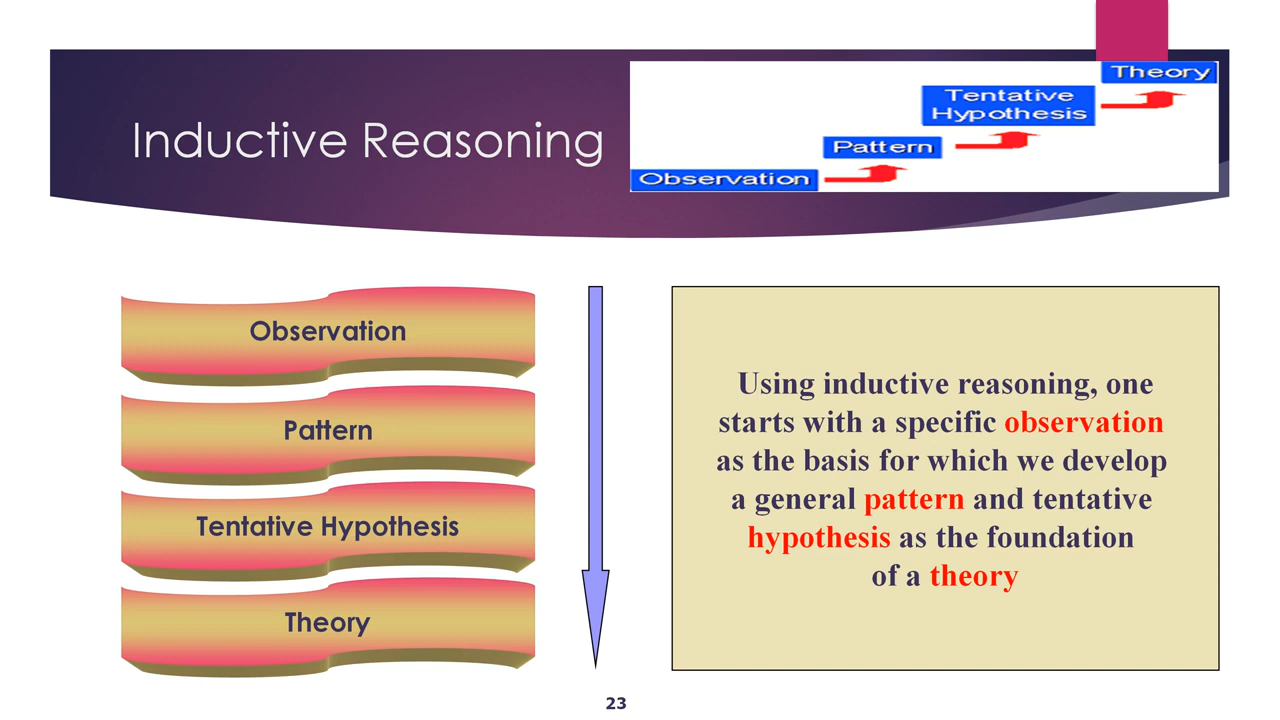 Inductive Reasoning
Theory
Tentative
Hypothesis
Pattern
Observation
Observation
Pattern
Tentative Hypothesis
Theory
Using inductive reasoning, one
starts with a specific observation
as the basis for which we develop
a general pattern and tentative
hypothesis as the foundation
of a theory
23